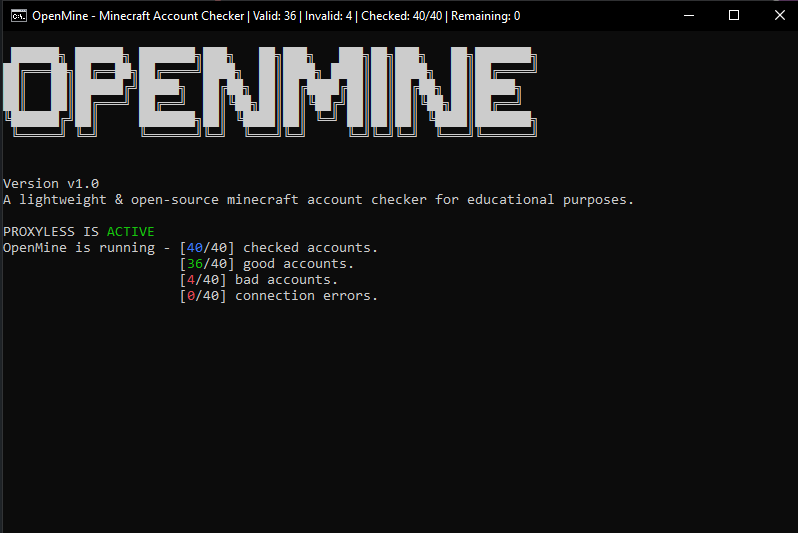 OpenMine - Minecraft Account Checker | Valid: 36 | Invalid: 4 | Checked: 40/40 | Remaining: 0
OPENMINE
Version v1.0
A lightweight & open-source minecraft account checker for educational purposes.
PROXYLESS IS ACTIVE
OpenMine is running - [40/40] checked accounts.
[36/40] good accounts.
[4/40] bad accounts.
[0/40] connection errors.